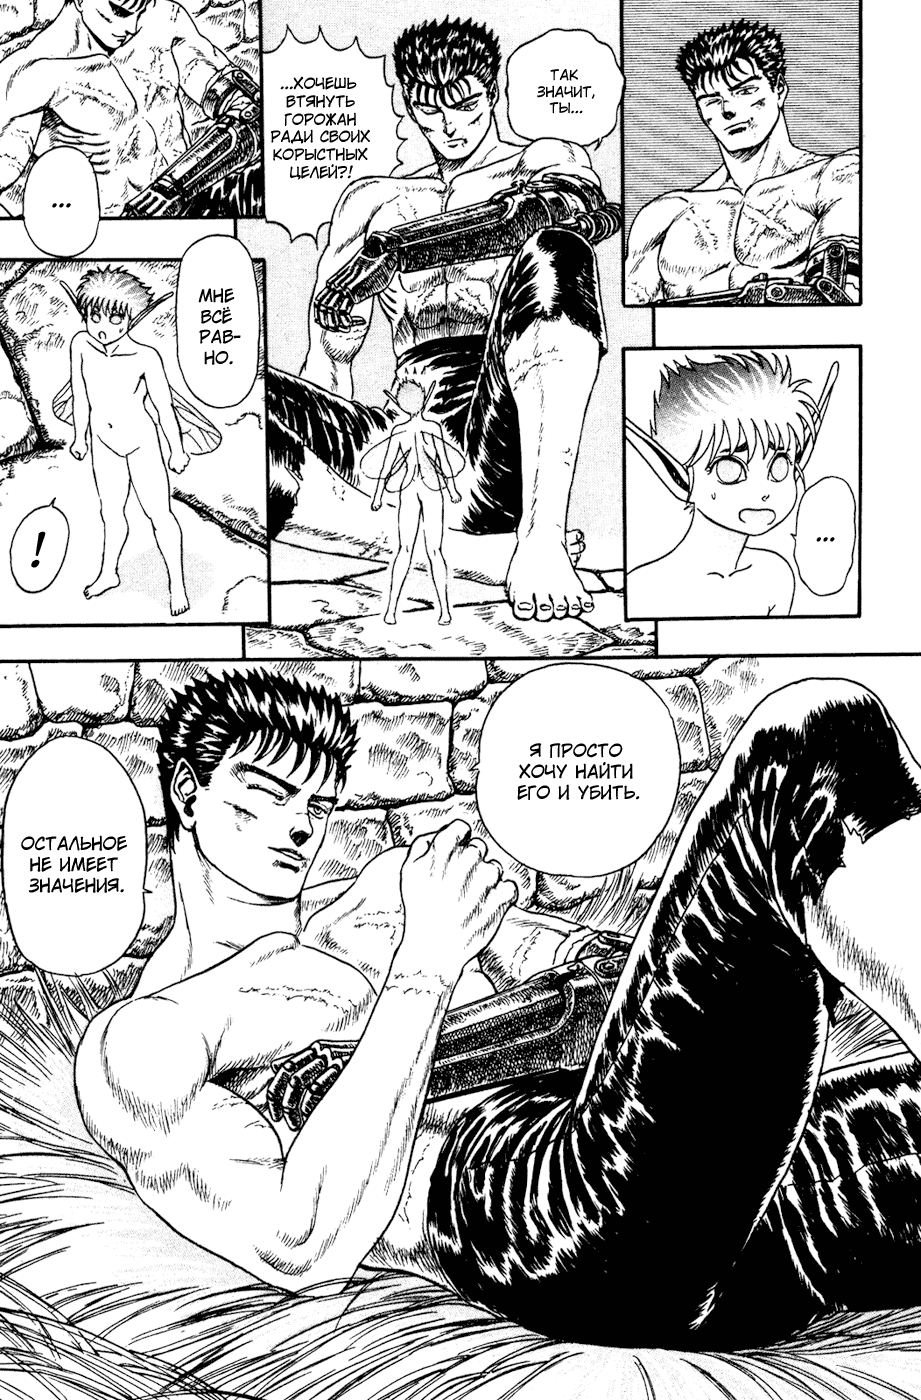 ...
ТАК
ЗНАЧИТ,
ТЫ...
...ХОЧЕШЬ
ВТЯНУТЬ
ГОРОЖАН
РАДИ СВОИХ
КОРЫСТНЫХ
ЦЕЛЕЙ?!
...
МНЕ
ВСЁ
РАВ-
НО.
!
Я ПРОСТО
ХОЧУ НАЙТИ
ЕГО И УБИТЬ.
ОСТАЛЬНОЕ
НЕ ИМЕЕТ
ЗНАЧЕНИЯ.